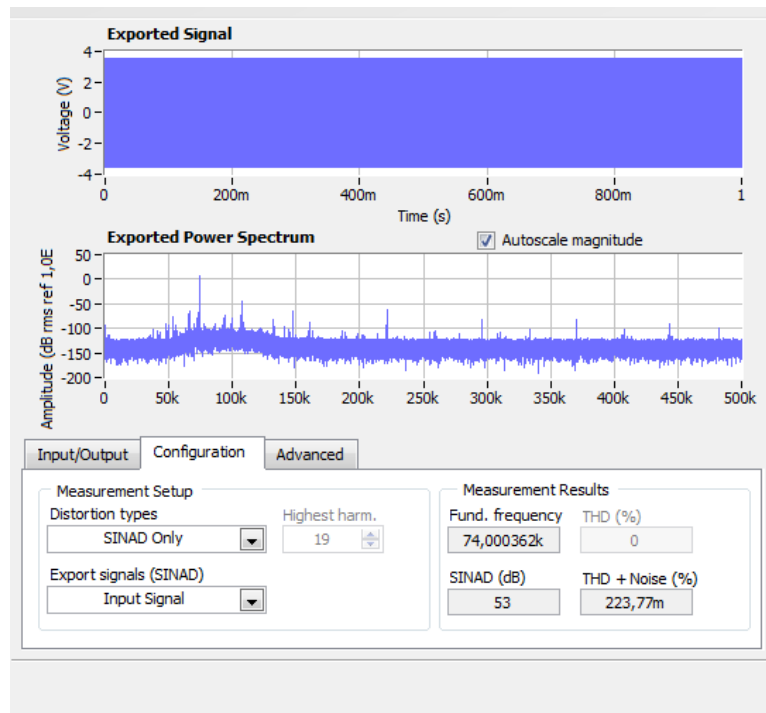 Exported Signal
Voltage (V)
4
2
0
-2
-4
0 200m 400m 600m 800m 1
Time (s)
Exported Power Spectrum
Autoscale magnitude
Amplitude (dB rms ref 1,0E
50
0
-50
-100
-150
-200
0 50k 100k 150k 200k 250k 300k 350k 400k 450k 500k
Input/Output Configuration Advanced
Measurement Setup
Distortion types Highest harm.
SINAD Only 19
Export signals (SINAD)
Input Signal
Measurement Results
Fund. frequency THD (%)
74,000362k 0
SINAD (dB) THD + Noise (%)
53 223,77m